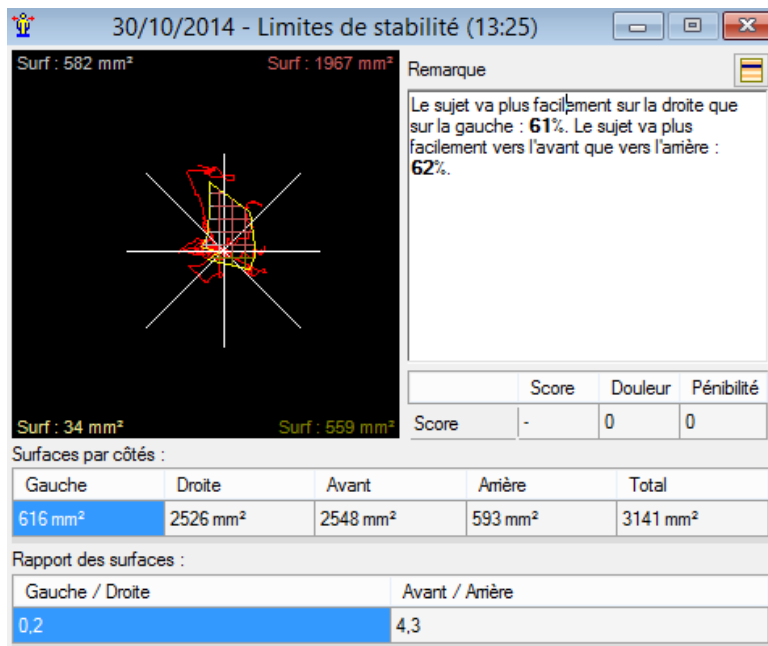 30/10/2014 - Limites de stabilité (13:25)
Surf : 582 mm²
Surf : 1967 mm²
Surf : 34 mm²
Surf : 559 mm²
Remarque
Le sujet va plus facilement sur la droite que
sur la gauche : 61%. Le sujet va plus
facilement vers l'avant que vers l'arrière :
62%.
Score Douleur Pénibilité
Score - 0 0
Surfaces par côtés :
Gauche Droite Avant Arrière Total
616 mm² 2526 mm² 2548 mm² 593 mm² 3141 mm²
Rapport des surfaces :
Gauche / Droite Avant / Arrière
0,2 4,3